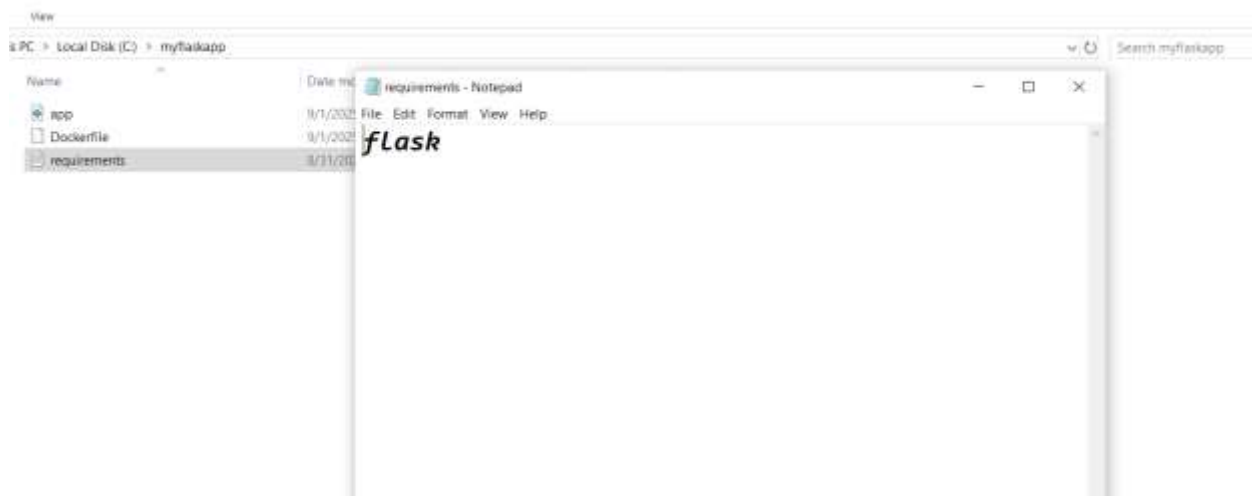 View
s PC > Local Disk (C:) > myflaskapp
Search myflaskapp
Name
Date mo
requirements - Notepad
app
9/1/202
File Edit Format View Help
Dockerfile
9/1/202
flask
requirements
8/31/20